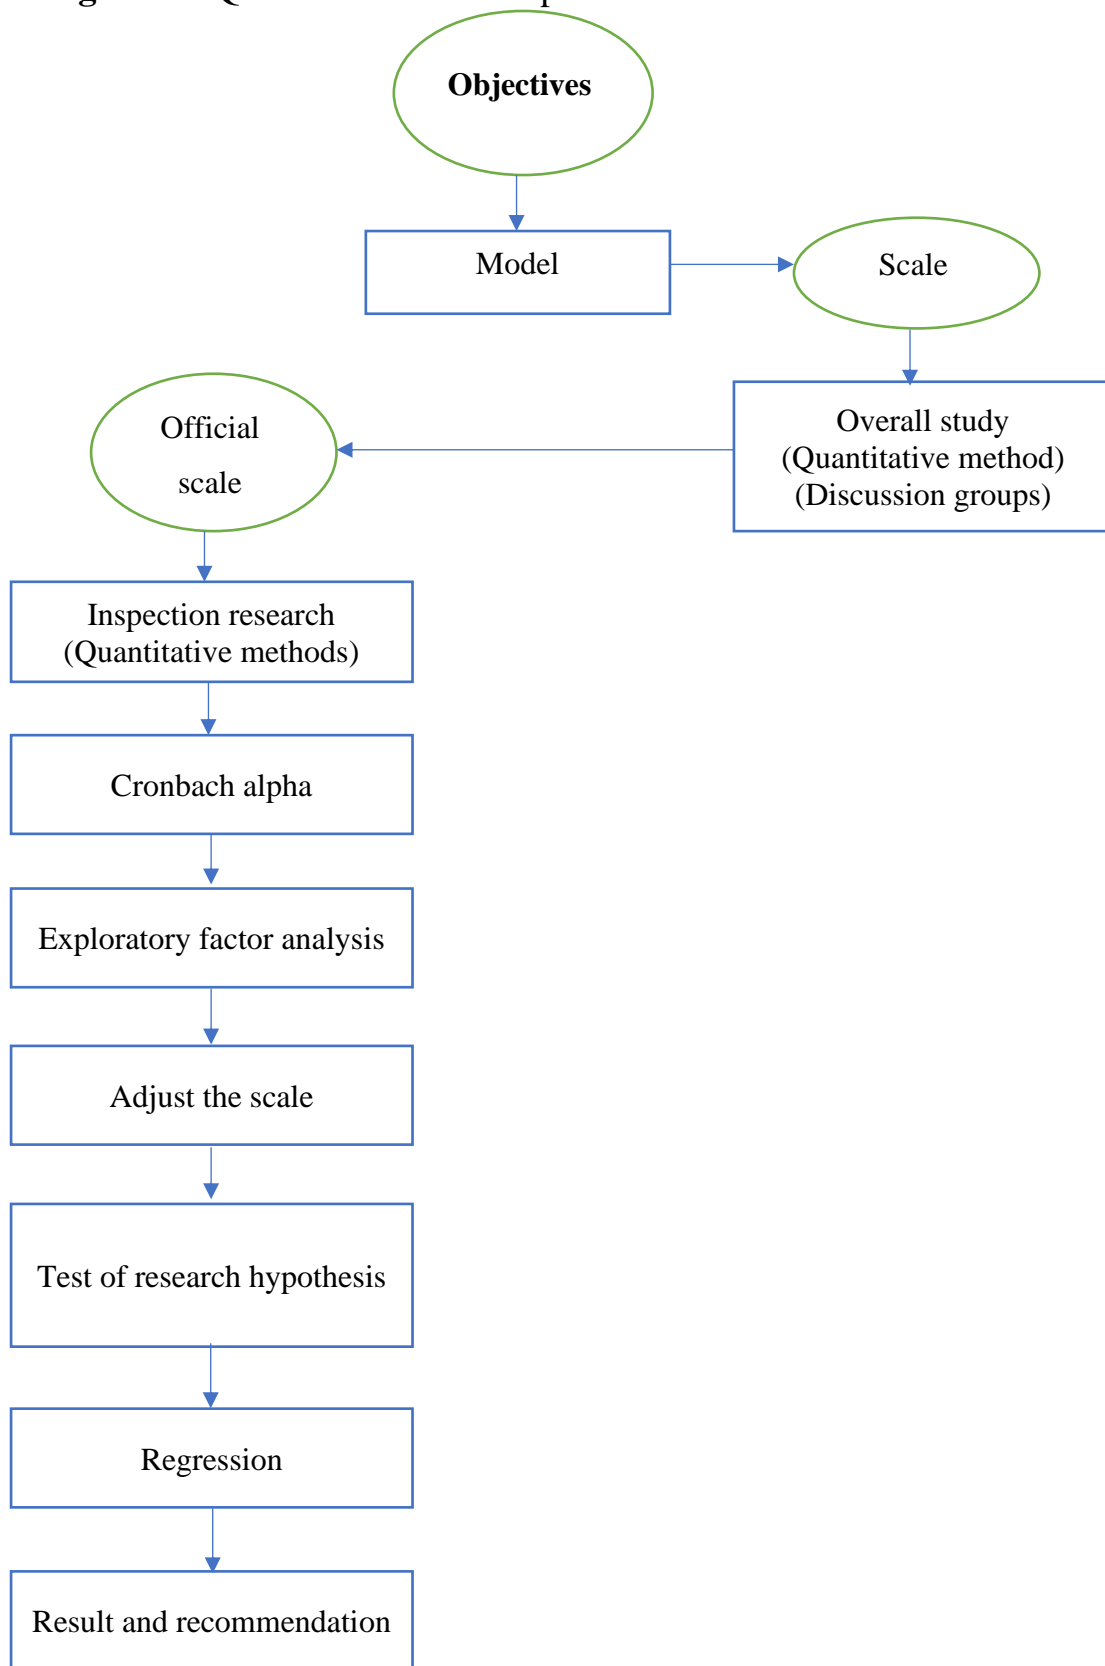 Objectives
Model
Scale
Overall study
(Quantitative method)
(Discussion groups)
Official
scale
Inspection research
(Quantitative methods)
Cronbach alpha
Exploratory factor analysis
Adjust the scale
Test of research hypothesis
Regression
Result and recommendation